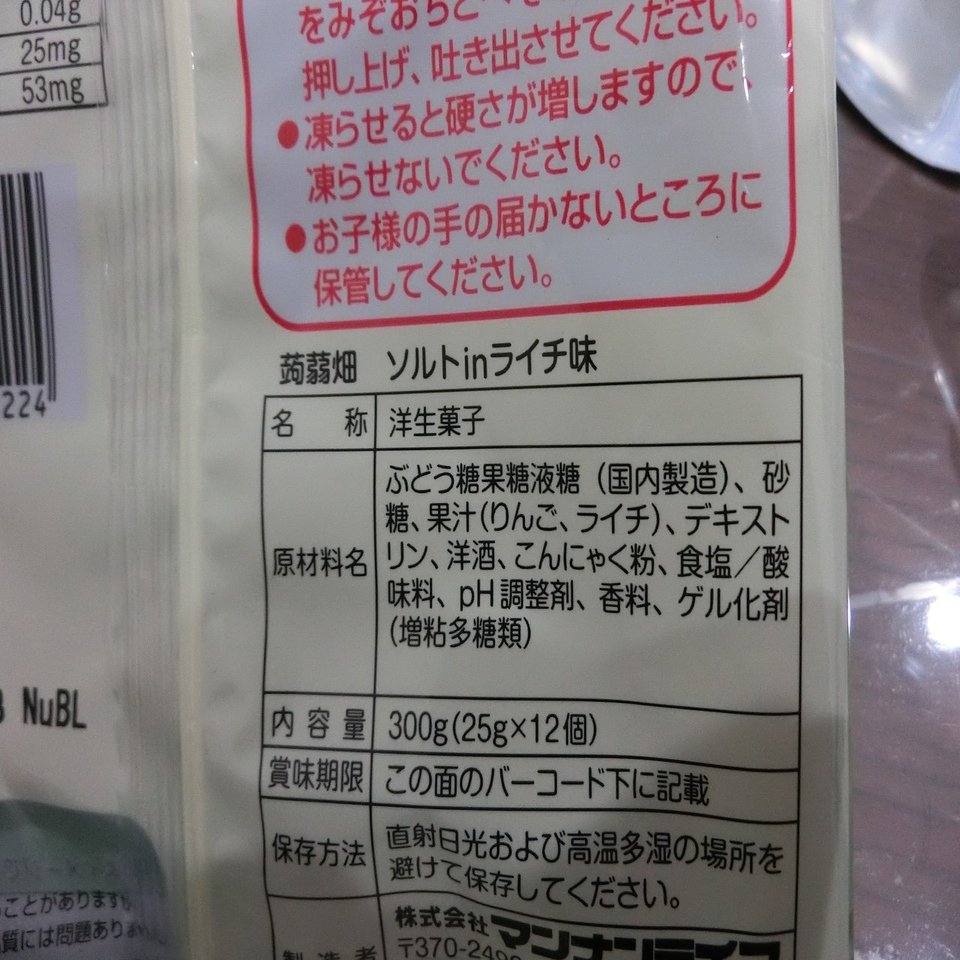 0.04g
25mg
53mg
224
NuBL
ことがあります
質には問題あり
押し上げ、吐き出させてください。
●凍らせると硬さが増しますので、
凍らせないでください。
●お子様の手の届かないところに
保管してください。
蒟蒻畑 ソルトinライチ味
名 称 洋生菓子
原材料名
ぶどう糖果糖液糖（国内製造）、砂
糖、果汁（りんご、ライチ）、デキスト
リン、洋酒、こんにゃく粉、食塩／酸
味料、pH調整剤、香料、ゲル化剤
（増粘多糖類）
内容量 300g（25g×12個）
賞味期限 この面のバーコード下に記載
保存方法 直射日光および高温多湿の場所を
避けて保存してください。
製造者 株式会社マンナンライフ
〒370-24